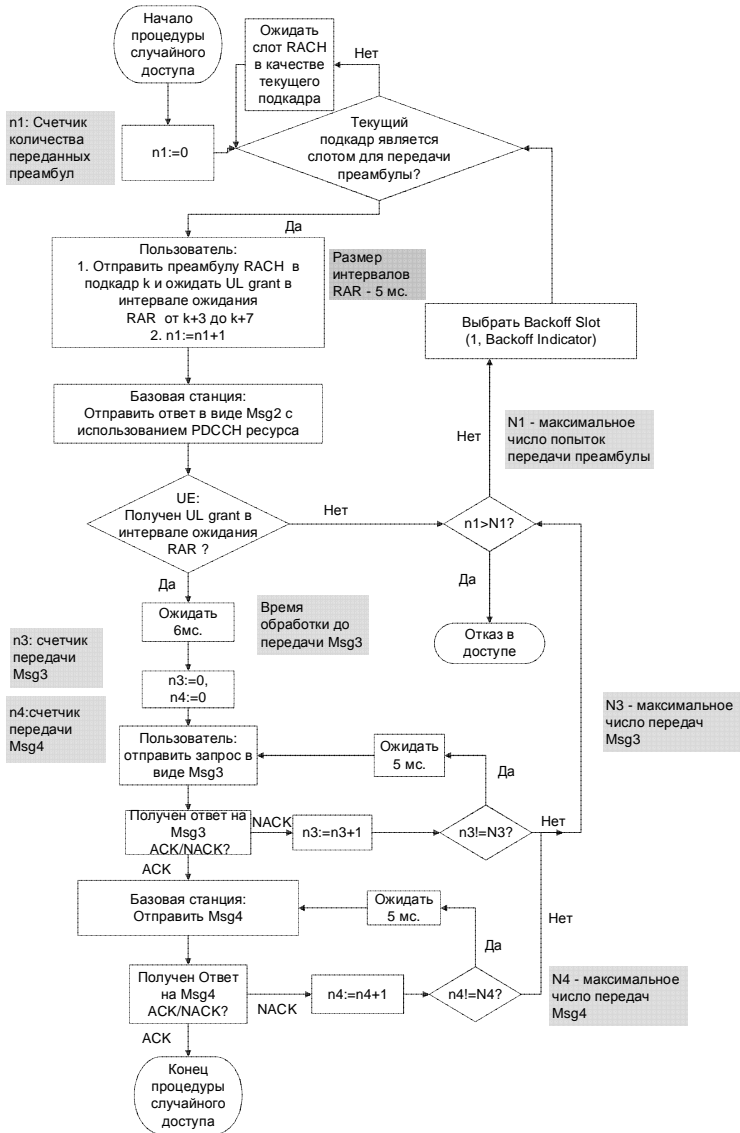 Начало
процедуры
случайного
доступа
Ожидать
слот RACH
в качестве
текущего
подкадра
Нет
n1: Счетчик
количества
переданных
преамбул
n1:=0
Текущий
подкадр является
слотом для передачи
преамбулы?
Да
Пользователь:
1. Отправить преамбулу RACH в
подкадр k и ожидать UL grant в
интервале ожидания
RAR от k+3 до k+7
2. n1:=n1+1
Размер
интервалов
RAR - 5 мс.
Выбрать Backoff Slot
(1, Backoff Indicator)
Базовая станция:
Отправить ответ в виде Msg2 с
использованием PDCCH ресурса
Нет
N1 - максимальное
число попыток
передачи преамбулы
UE:
Получен UL grant в
интервале ожидания
RAR ?
Нет
n1>N1?
Да
Да
Ожидать
6мс.
Время
обработки до
передачи Msg3
Отказ в
доступе
n3: счетчик
передачи
Msg3
n3:=0,
n4:=0
n4:счетчик
передачи
Msg4
N3 - максимальное
число передач
Msg3
Пользователь:
отправить запрос в
виде Msg3
Ожидать
5 мс.
Да
Получен ответ на
Msg3
ACK/NACK?
NACK
n3:=n3+1
n3!=N3?
Нет
ACK
Базовая станция:
Отправить Msg4
Ожидать
5 мс.
Нет
Да
Получен Ответ
на Msg4
ACK/NACK?
NACK
n4:=n4+1
n4!=N4?
N4 - максимальное
число передач
Msg4
ACK
Конец
процедуры
случайного
доступа